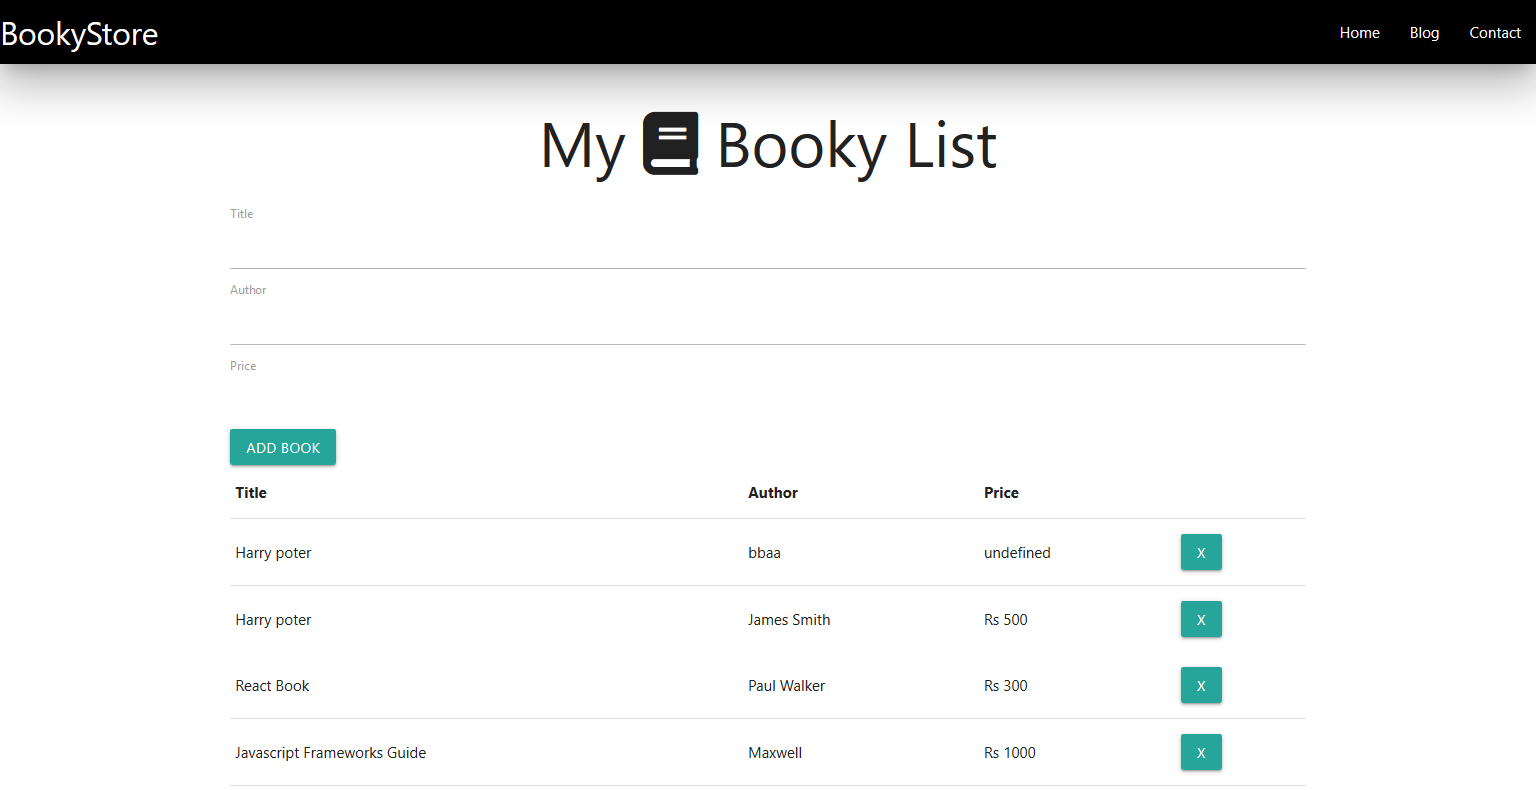 BookyStore Home Blog Contact
My Booky List
Title
Author
Price
ADD BOOK
Title Author Price
Harry poter bbaa undefined X
Harry poter James Smith Rs 500 X
React Book Paul Walker Rs 300 X
Javascript Frameworks Guide Maxwell Rs 1000 X